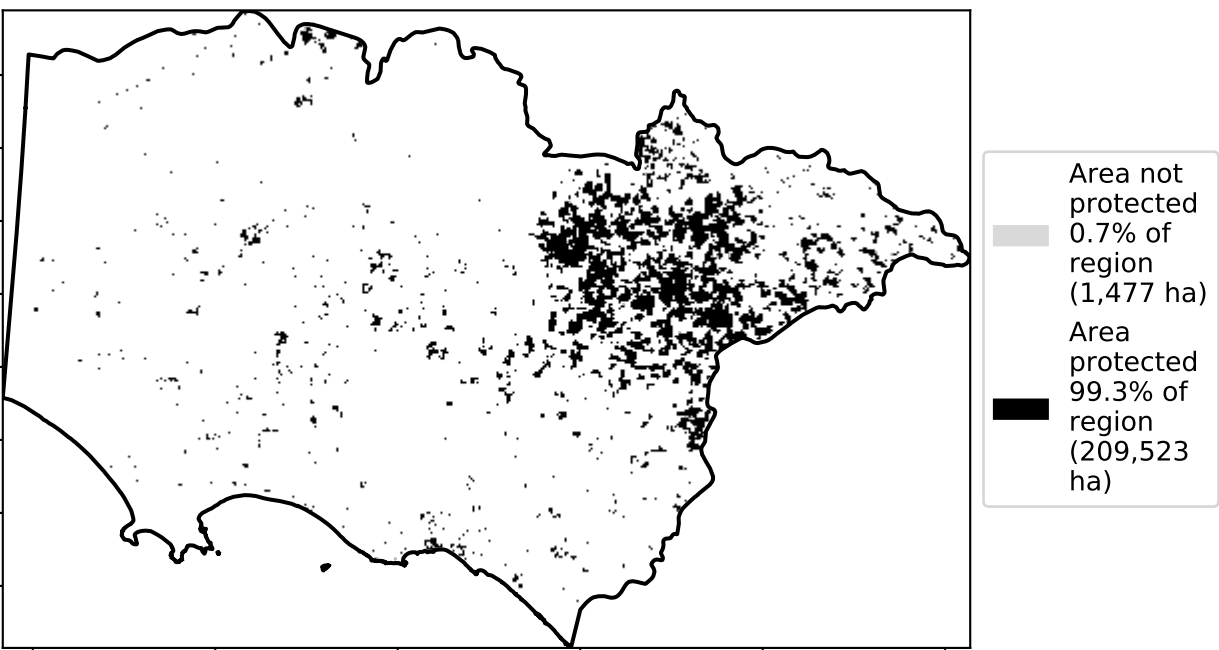 Area not
protected
0.7% of
region
(1,477 ha)
Area
protected
99.3% of
region
(209,523
ha)